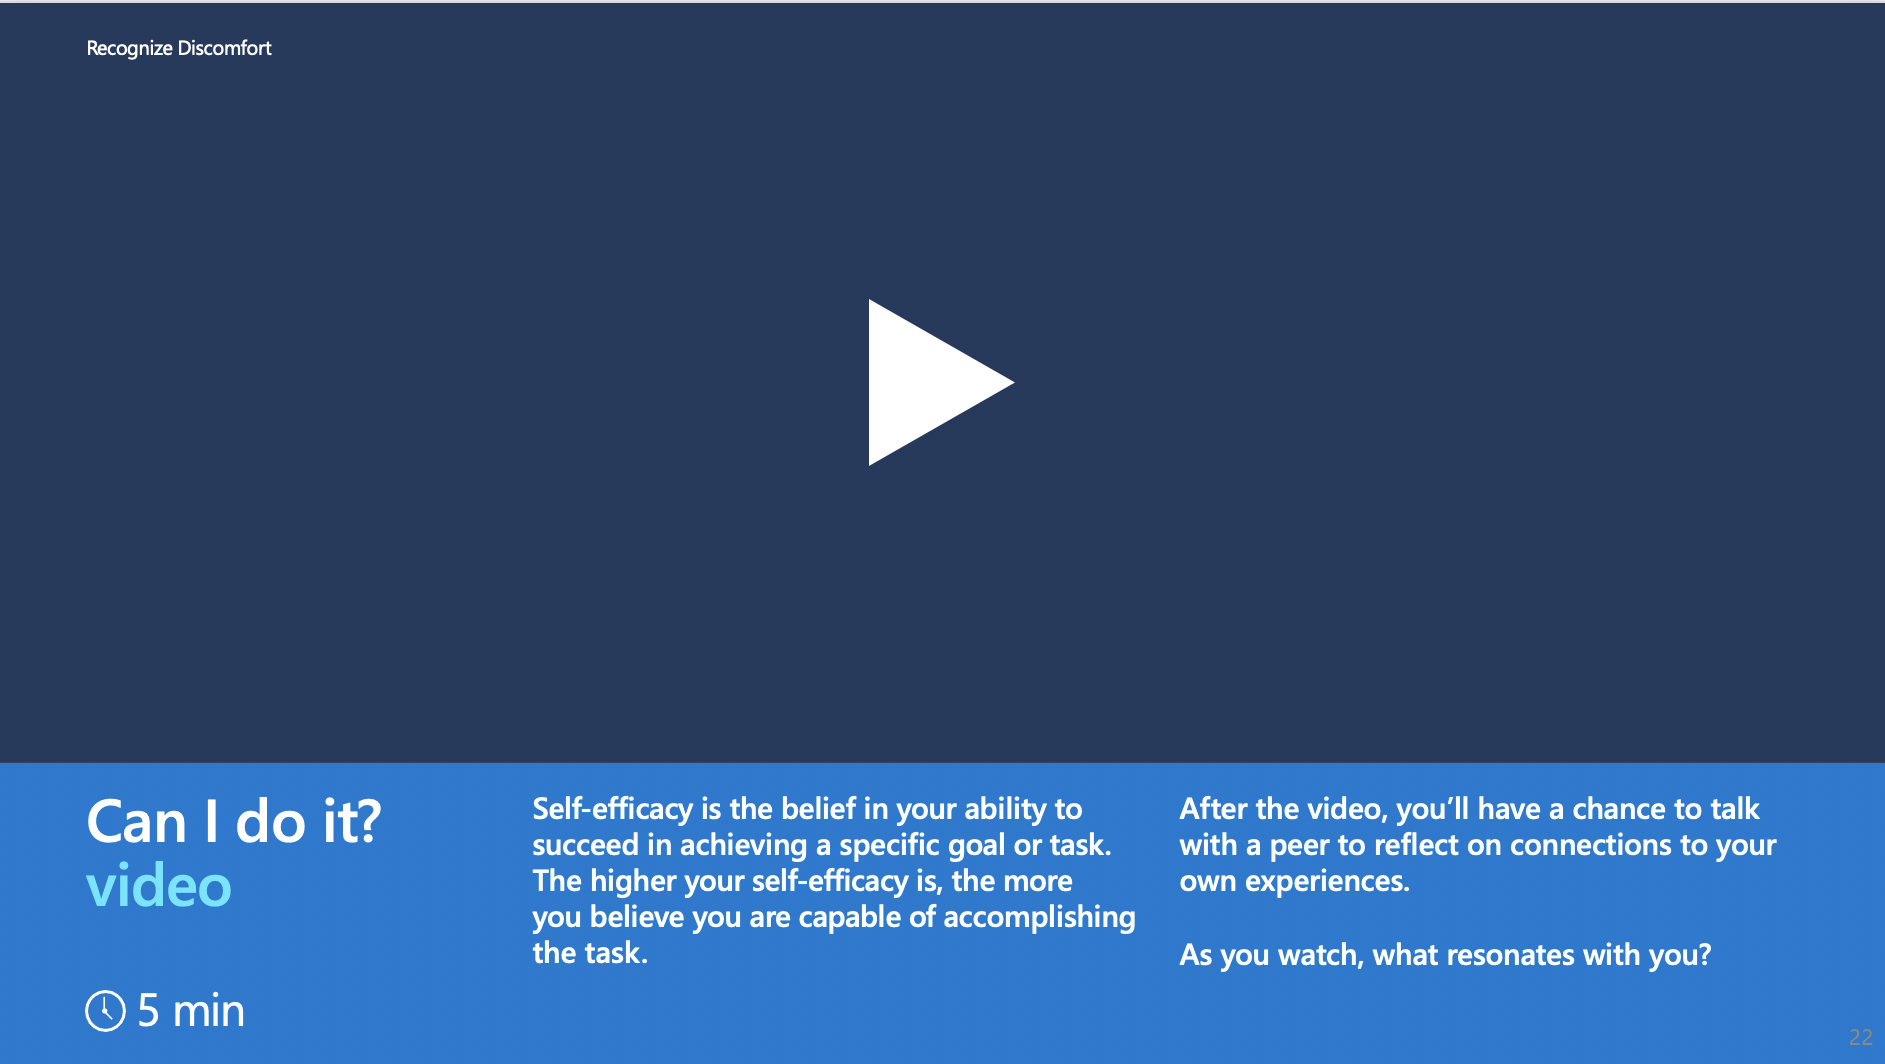 Recognize Discomfort
Can I do it?
video
5 min
Self-efficacy is the belief in your ability to
succeed in achieving a specific goal or task.
The higher your self-efficacy is, the more
you believe you are capable of accomplishing
the task.
After the video, you’ll have a chance to talk
with a peer to reflect on connections to your
own experiences.
As you watch, what resonates with you?
22